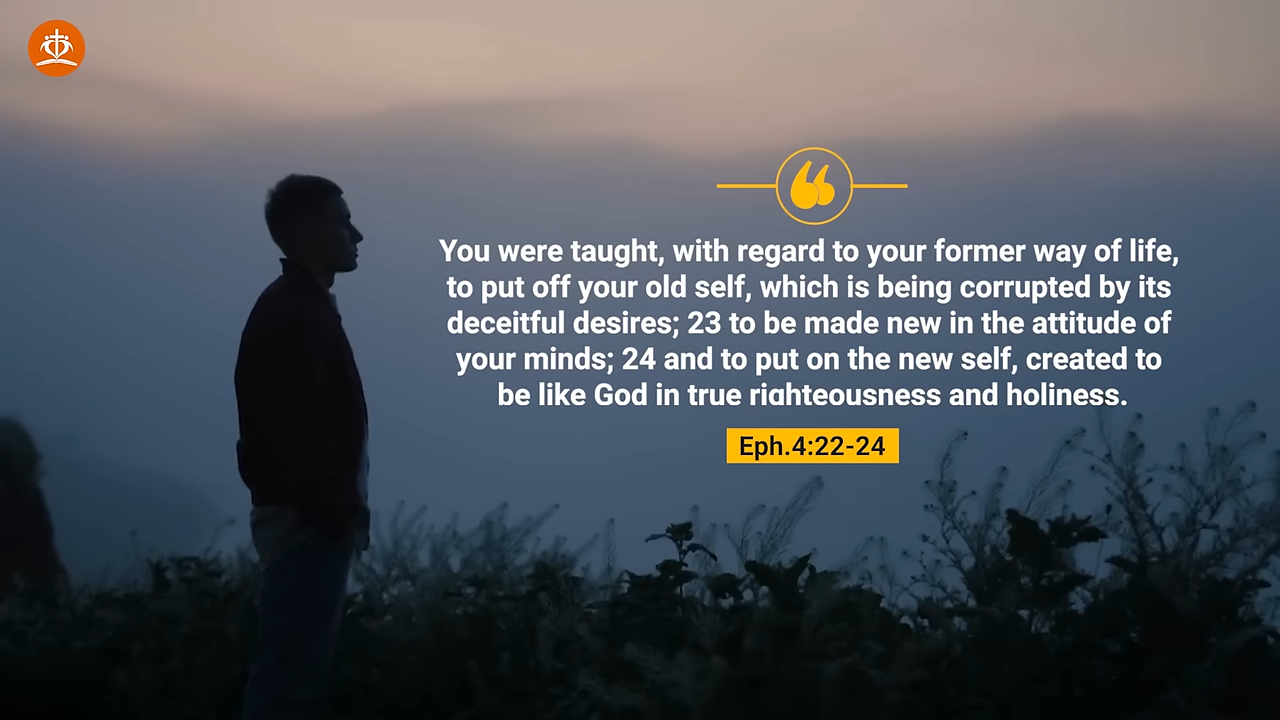 You were taught, with regard to your former way of life,
to put off your old self, which is being corrupted by its
deceitful desires; 23 to be made new in the attitude of
your minds; 24 and to put on the new self, created to
be like God in true righteousness and holiness.
Eph.4:22-24